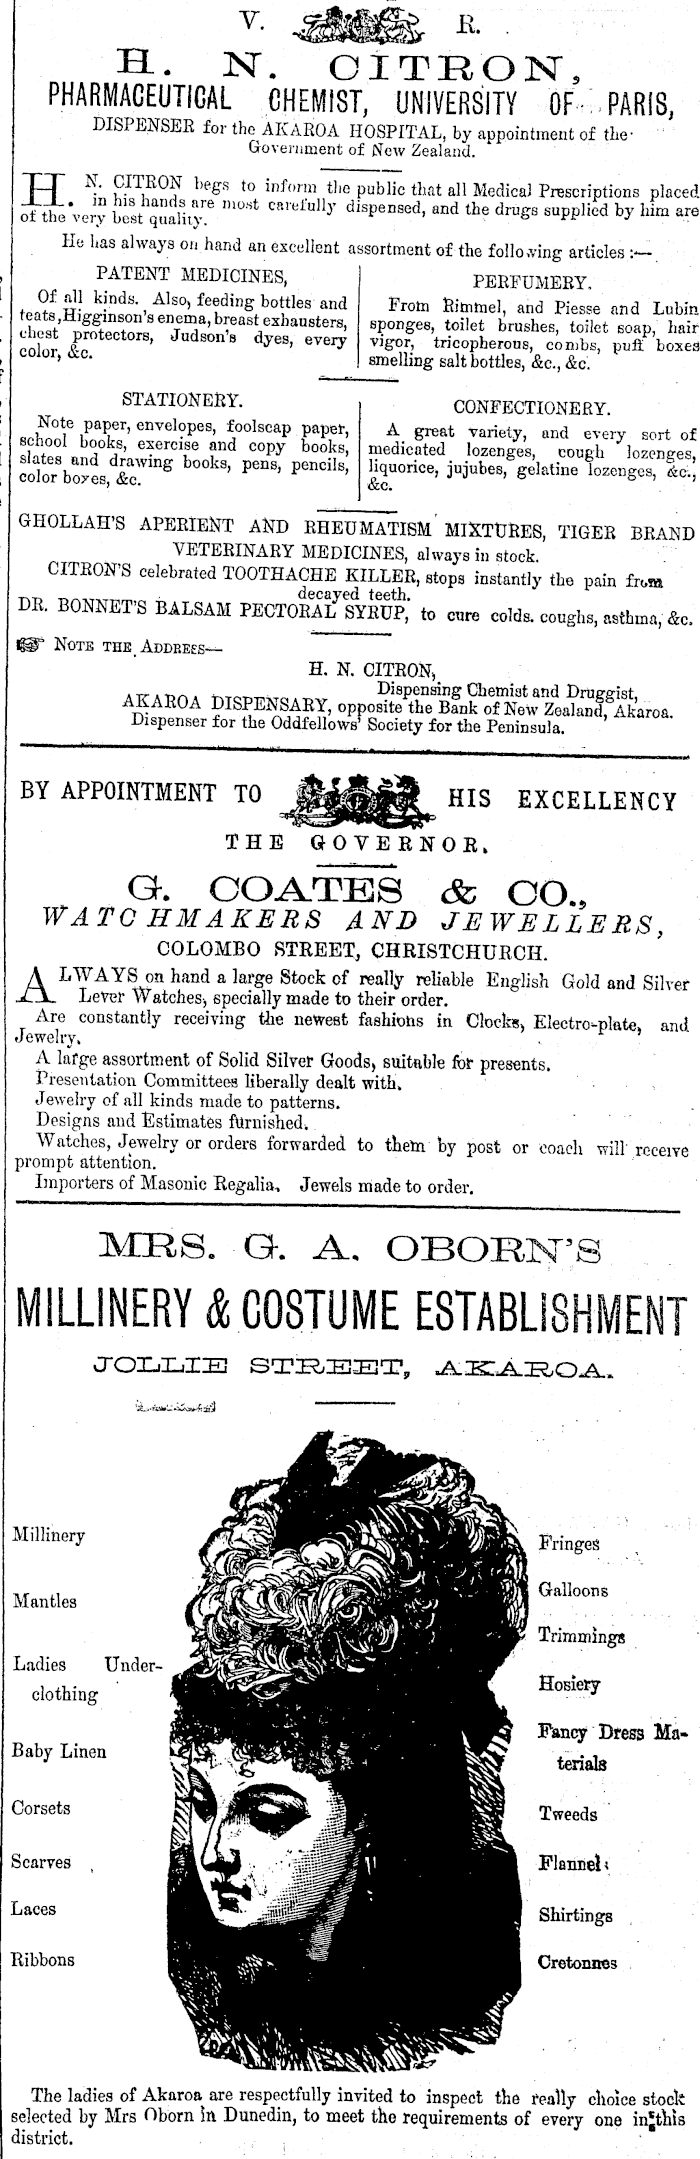 V. R.
H. N. CITRON,
PHARMACEUTICAL CHEMIST, UNIVERSITY OF PARIS,
DISPENSER for the AKAROA HOSPITAL, by appointment of the
Government of New Zealand.
H. N. CITRON begs to inform the public that all Medical Prescriptions placed
in his hands are most carefully dispensed, and the drugs supplied by him are
of the very best quality.
He has always on hand an excellent assortment of the following articles :—
PATENT MEDICINES,
Of all kinds. Also, feeding bottles and
teats, Higginson's enema, breast exhausters,
chest protectors, Judson's dyes, every
color, &c.
PERFUMERY.
From Rimmel, and Piesse and Lubin
sponges, toilet brushes, toilet soap, hair
vigor, tricopherous, combs, puff boxes
smelling salt bottles, &c., &c.
STATIONERY.
Note paper, envelopes, foolscap paper,
school books, exercise and copy books,
slates and drawing books, pens, pencils,
color boxes, &c.
CONFECTIONERY.
A great variety, and every sort of
medicated lozenges, cough lozenges,
liquorice, jujubes, gelatine lozenges, &c.,
&c.
GHOLLAH'S APERIENT AND RHEUMATISM MIXTURES, TIGER BRAND
VETERINARY MEDICINES, always in stock.
CITRON'S celebrated TOOTHACHE KILLER, stops instantly the pain from
decayed teeth.
DR. BONNET'S BALSAM PECTORAL SYRUP, to cure colds. coughs, asthma, &c.
☞ NOTE THE ADDRESS—
H. N. CITRON,
Dispensing Chemist and Druggist,
AKAROA DISPENSARY, opposite the Bank of New Zealand, Akaroa.
Dispenser for the Oddfellows' Society for the Peninsula.
BY APPOINTMENT TO HIS EXCELLENCY
THE GOVERNOR.
G. COATES & CO.,
WATCHMAKERS AND JEWELLERS,
COLOMBO STREET, CHRISTCHURCH.
ALWAYS on hand a large Stock of really reliable English Gold and Silver
Lever Watches, specially made to their order.
Are constantly receiving the newest fashions in Clocks, Electro-plate, and
Jewelry.
A large assortment of Solid Silver Goods, suitable for presents.
Presentation Committees liberally dealt with.
Jewelry of all kinds made to patterns.
Designs and Estimates furnished.
Watches, Jewelry or orders forwarded to them by post or coach will receive
prompt attention.
Importers of Masonic Regalia. Jewels made to order.
MRS. G. A. OBORN'S
MILLINERY & COSTUME ESTABLISHMENT
JOLLIE STREET, AKAROA.
Millinery
Mantles
Ladies Under-
clothing
Baby Linen
Corsets
Scarves
Laces
Ribbons
Fringes
Galloons
Trimmings
Hosiery
Fancy Dress Ma-
terials
Tweeds
Flannels
Shirtings
Cretonnes
The ladies of Akaroa are respectfully invited to inspect the really choice stock
selected by Mrs Oborn in Dunedin, to meet the requirements of every one in this
district.